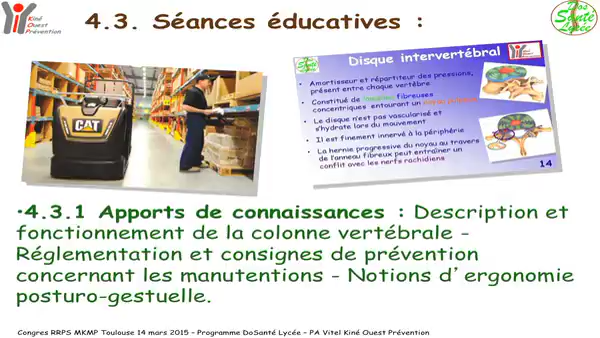 Kiné
Ouest
Prévention
4.3. Séances éducatives :
Dos
Santé
Lycée
CAT
Disque intervertébral
• Amortisseur et répartiteur des pressions,
présent entre chaque vertèbre
• Constitué de fibreuses
concentriques entourant un noyau
• Le disque n'est pas vascularisé et
s'hydrate lors du mouvement
• Il est finement innervé à la périphérie
• La hernie progressive du noyau au travers
de l'anneau fibreux peut entraîner un
conflit avec les nerfs rachidiens
14
•4.3.1 Apports de connaissances : Description et
fonctionnement de la colonne vertébrale -
Réglementation et consignes de prévention
concernant les manutentions - Notions d’ergonomie
posturo-gestuelle.
Congres RRPS MKMP Toulouse 14 mars 2015 – Programme DoSanté Lycée – PA Vitel Kiné Ouest Prévention